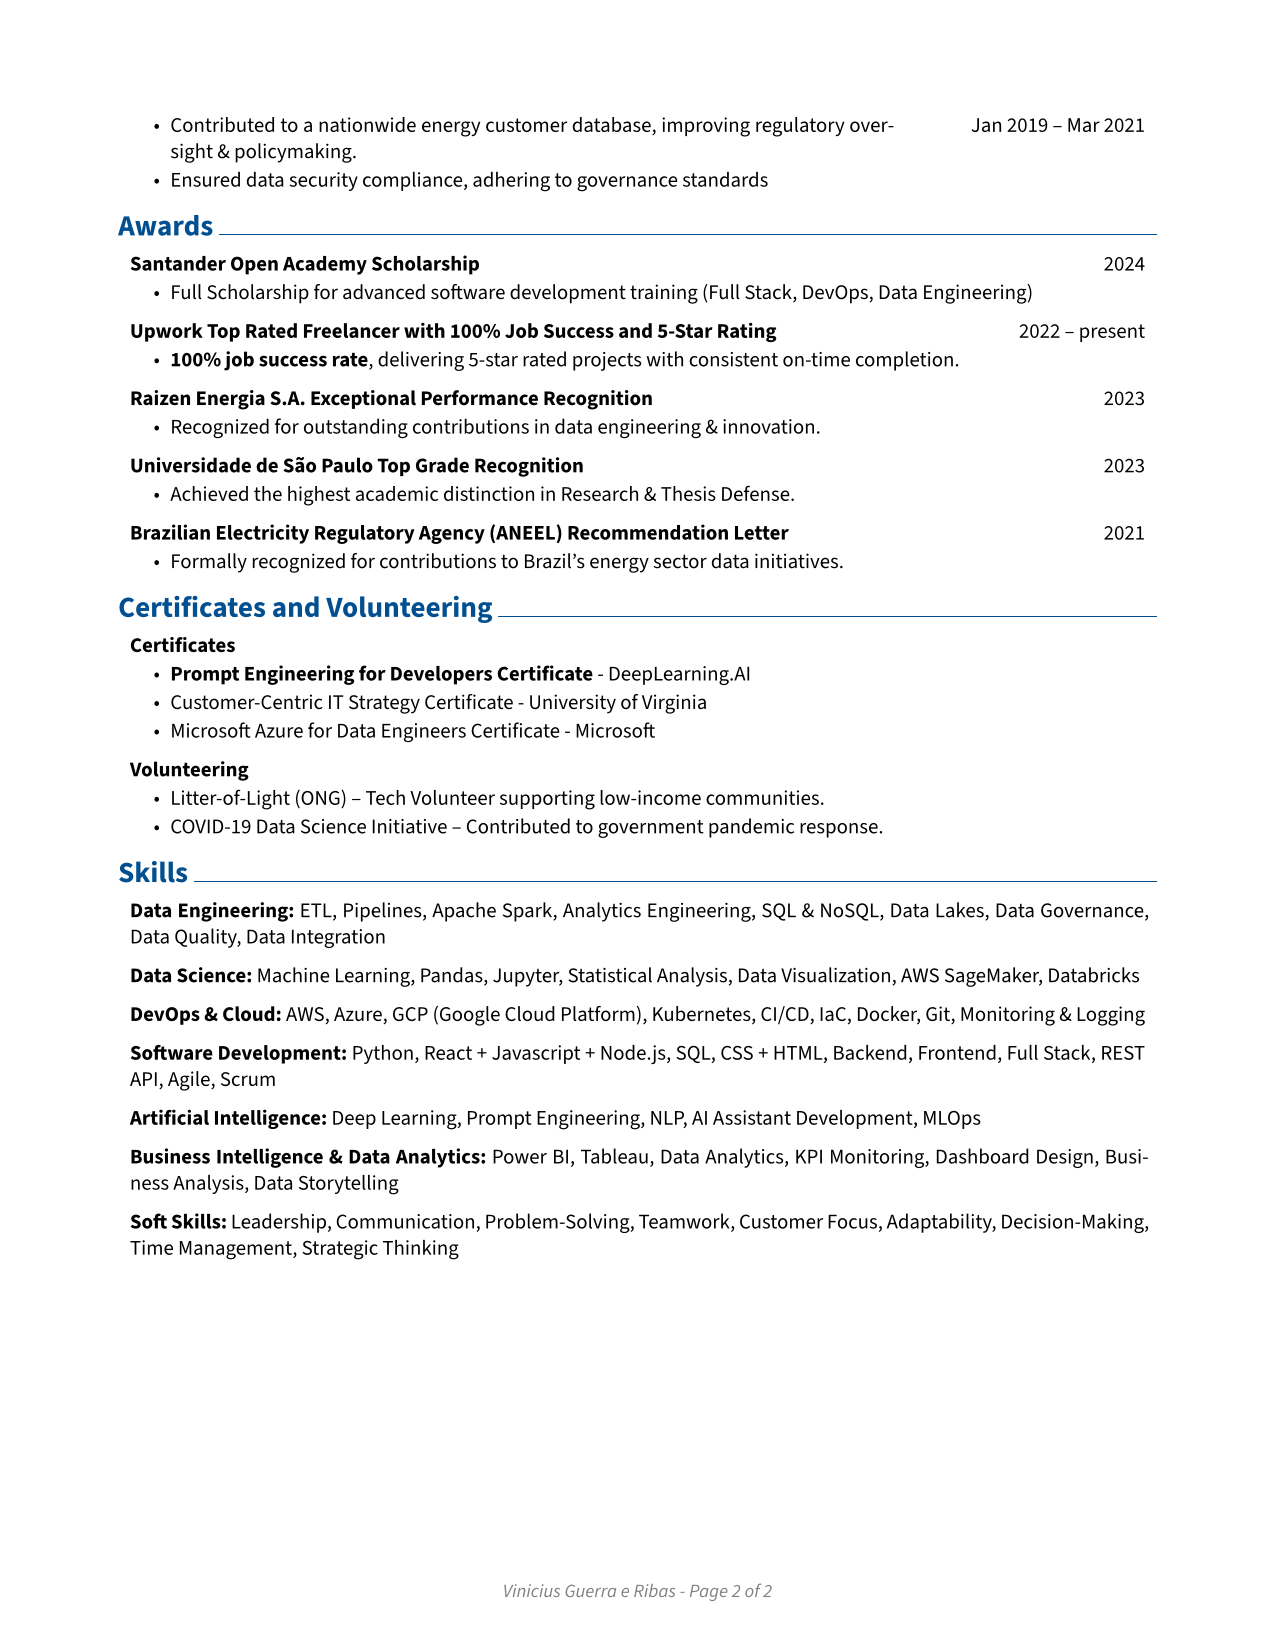 • Contributed to a nationwide energy customer database, improving regulatory over- Jan 2019 – Mar 2021
sight & policymaking.
• Ensured data security compliance, adhering to governance standards
Awards
Santander Open Academy Scholarship 2024
• Full Scholarship for advanced software development training (Full Stack, DevOps, Data Engineering)
Upwork Top Rated Freelancer with 100% Job Success and 5-Star Rating 2022 – present
• 100% job success rate, delivering 5-star rated projects with consistent on-time completion.
Raizen Energia S.A. Exceptional Performance Recognition 2023
• Recognized for outstanding contributions in data engineering & innovation.
Universidade de São Paulo Top Grade Recognition 2023
• Achieved the highest academic distinction in Research & Thesis Defense.
Brazilian Electricity Regulatory Agency (ANEEL) Recommendation Letter 2021
• Formally recognized for contributions to Brazil’s energy sector data initiatives.
Certificates and Volunteering
Certificates
• Prompt Engineering for Developers Certificate - DeepLearning.AI
• Customer-Centric IT Strategy Certificate - University of Virginia
• Microsoft Azure for Data Engineers Certificate - Microsoft
Volunteering
• Litter-of-Light (ONG) – Tech Volunteer supporting low-income communities.
• COVID-19 Data Science Initiative – Contributed to government pandemic response.
Skills
Data Engineering: ETL, Pipelines, Apache Spark, Analytics Engineering, SQL & NoSQL, Data Lakes, Data Governance,
Data Quality, Data Integration
Data Science: Machine Learning, Pandas, Jupyter, Statistical Analysis, Data Visualization, AWS SageMaker, Databricks
DevOps & Cloud: AWS, Azure, GCP (Google Cloud Platform), Kubernetes, CI/CD, IaC, Docker, Git, Monitoring & Logging
Software Development: Python, React + Javascript + Node.js, SQL, CSS + HTML, Backend, Frontend, Full Stack, REST
API, Agile, Scrum
Artificial Intelligence: Deep Learning, Prompt Engineering, NLP, AI Assistant Development, MLOps
Business Intelligence & Data Analytics: Power BI, Tableau, Data Analytics, KPI Monitoring, Dashboard Design, Busi-
ness Analysis, Data Storytelling
Soft Skills: Leadership, Communication, Problem-Solving, Teamwork, Customer Focus, Adaptability, Decision-Making,
Time Management, Strategic Thinking
Vinicius Guerra e Ribas - Page 2 of 2